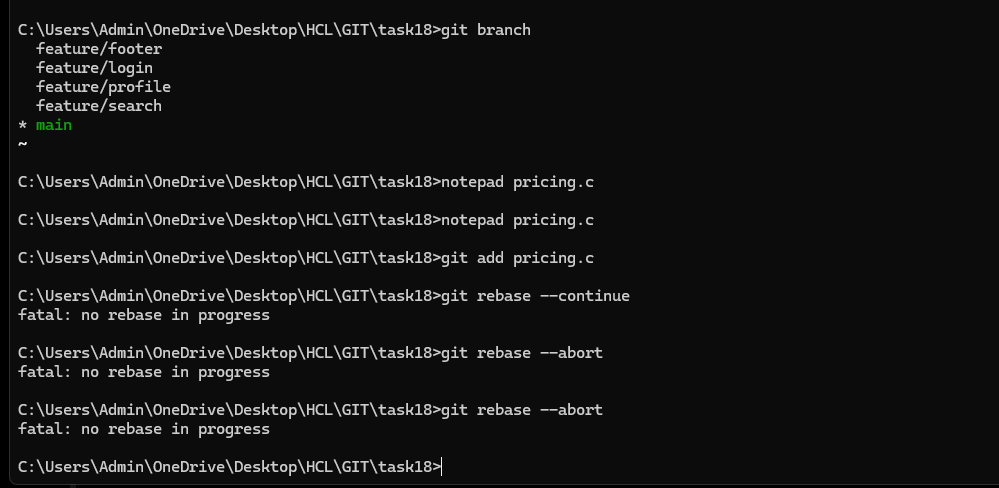 C:\Users\Admin\OneDrive\Desktop\HCL\GIT\task18>git branch
  feature/footer
  feature/login
  feature/profile
  feature/search
* main
~
C:\Users\Admin\OneDrive\Desktop\HCL\GIT\task18>notepad pricing.c
C:\Users\Admin\OneDrive\Desktop\HCL\GIT\task18>notepad pricing.c
C:\Users\Admin\OneDrive\Desktop\HCL\GIT\task18>git add pricing.c
C:\Users\Admin\OneDrive\Desktop\HCL\GIT\task18>git rebase --continue
fatal: no rebase in progress
C:\Users\Admin\OneDrive\Desktop\HCL\GIT\task18>git rebase --abort
fatal: no rebase in progress
C:\Users\Admin\OneDrive\Desktop\HCL\GIT\task18>git rebase --abort
fatal: no rebase in progress
C:\Users\Admin\OneDrive\Desktop\HCL\GIT\task18>